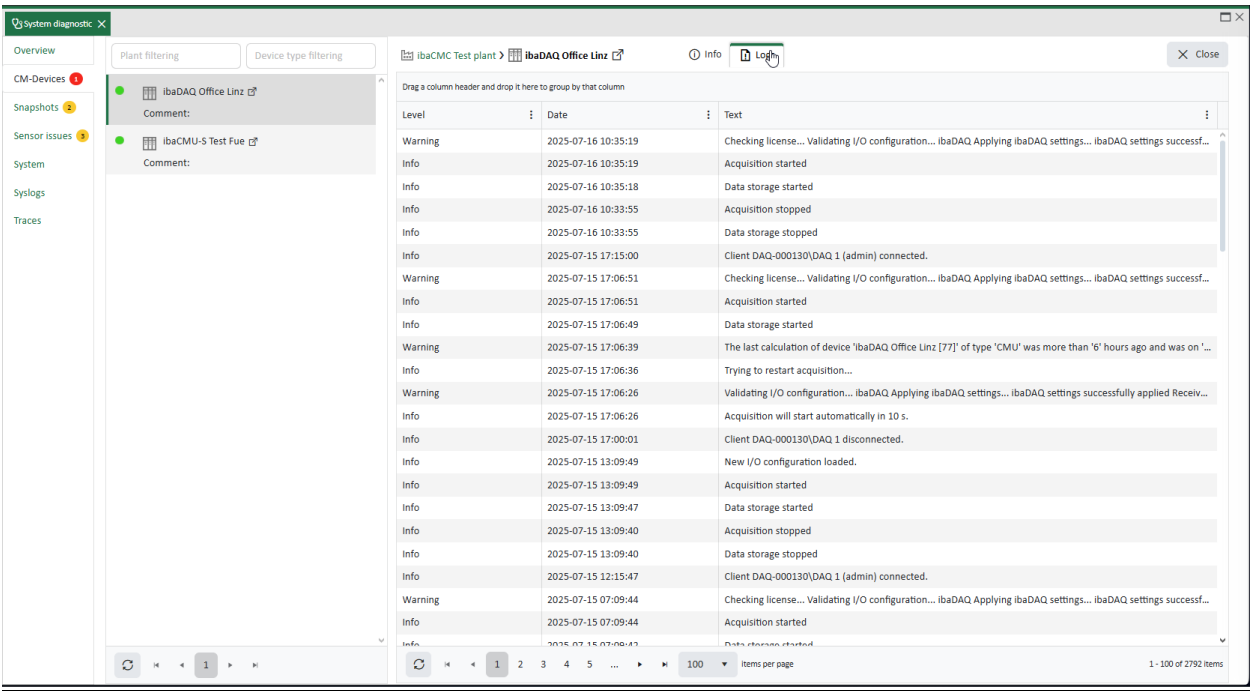 System diagnostic
Overview
CM-Devices 1
Snapshots 2
Sensor issues 3
System
Syslogs
Traces
Plant filtering
Device type filtering
ibaDAQ Office Linz
Comment:
ibaCMU-S Test Fue
Comment:
1
ibaCMC Test plant > ibaDAQ Office Linz
Info
Close
Drag a column header and drop it here to group by that column
Level Date Text
Warning 2025-07-16 10:35:19 Checking license... Validating I/O configuration... ibaDAQ Applying ibaDAQ settings... ibaDAQ settings successf...
Info 2025-07-16 10:35:19 Acquisition started
Info 2025-07-16 10:35:18 Data storage started
Info 2025-07-16 10:33:55 Acquisition stopped
Info 2025-07-16 10:33:55 Data storage stopped
Info 2025-07-15 17:15:00 Client DAQ-000130\DAQ 1 (admin) connected.
Warning 2025-07-15 17:06:51 Checking license... Validating I/O configuration... ibaDAQ Applying ibaDAQ settings... ibaDAQ settings successf...
Info 2025-07-15 17:06:51 Acquisition started
Info 2025-07-15 17:06:49 Data storage started
Warning 2025-07-15 17:06:39 The last calculation of device 'ibaDAQ Office Linz [77]' of type 'CMU' was more than '6' hours ago and was on '...
Info 2025-07-15 17:06:36 Trying to restart acquisition...
Warning 2025-07-15 17:06:26 Validating I/O configuration... ibaDAQ Applying ibaDAQ settings... ibaDAQ settings successfully applied Receiv...
Info 2025-07-15 17:06:26 Acquisition will start automatically in 10 s.
Info 2025-07-15 17:00:01 Client DAQ-000130\DAQ 1 disconnected.
Info 2025-07-15 13:09:49 New I/O configuration loaded.
Info 2025-07-15 13:09:49 Acquisition started
Info 2025-07-15 13:09:47 Data storage started
Info 2025-07-15 13:09:40 Acquisition stopped
Info 2025-07-15 13:09:40 Data storage stopped
Info 2025-07-15 12:15:47 Client DAQ-000130\DAQ 1 (admin) connected.
Warning 2025-07-15 07:09:44 Checking license... Validating I/O configuration... ibaDAQ Applying ibaDAQ settings... ibaDAQ settings successf...
Info 2025-07-15 07:09:44 Acquisition started
Info 2025-07-15 07:09:42 Data storage started
1 2 3 4 5 ... 100 items per page 1 - 100 of 2792 items